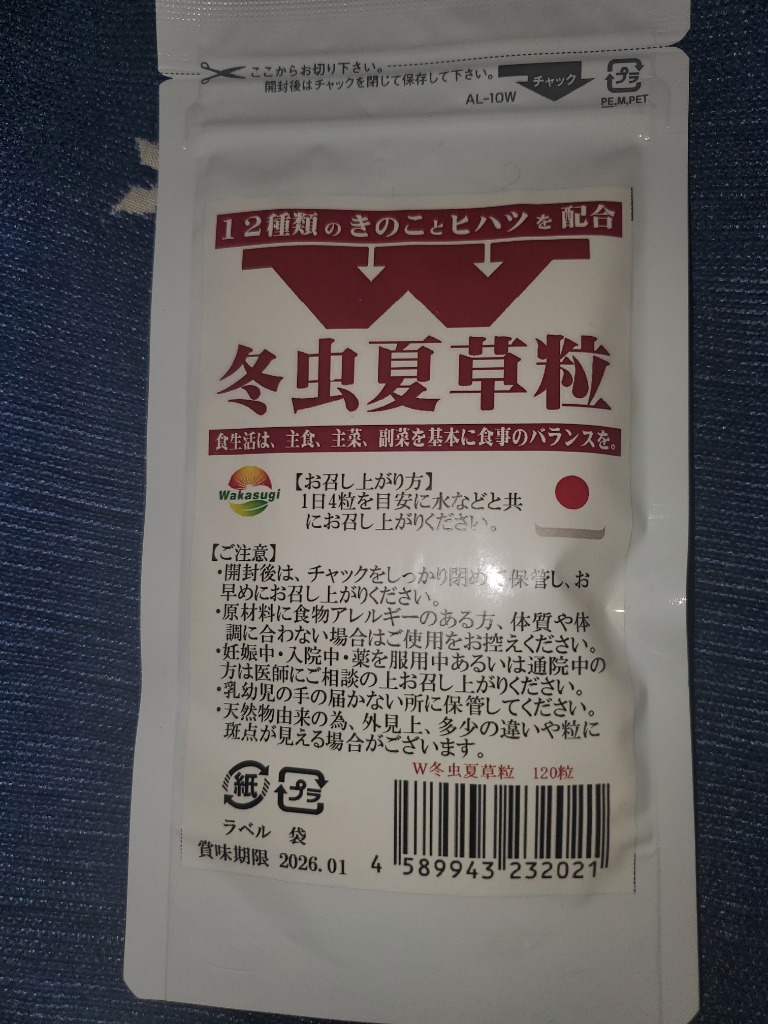 ここからお切り下さい。
開封後はチャックを閉じて保存して下さい。
チャック
プラ
AL-10W
PE,M,PET
12種類のきのことヒハツを配合
W
冬虫夏草粒
食生活は、主食、主菜、副菜を基本に食事のバランスを。
Wakasugi
【お召し上がり方】
1日4粒を目安に水などと共
にお召し上がりください。
【ご注意】
・開封後は、チャックをしっかり閉めて保管し、お
早めにお召し上がりください。
・原材料に食物アレルギーのある方、体質や体
調に合わない場合はご使用をお控えください。
・妊娠中・入院中・薬を服用中あるいは通院中の
方は医師にご相談の上お召し上がりください。
・乳幼児の手の届かない所に保管してください。
・天然物由来の為、外見上、多少の違いや粒に
斑点が見える場合がございます。
W冬虫夏草粒 120粒
紙 プラ
ラベル 袋
賞味期限 2026.01
4 589943 232021